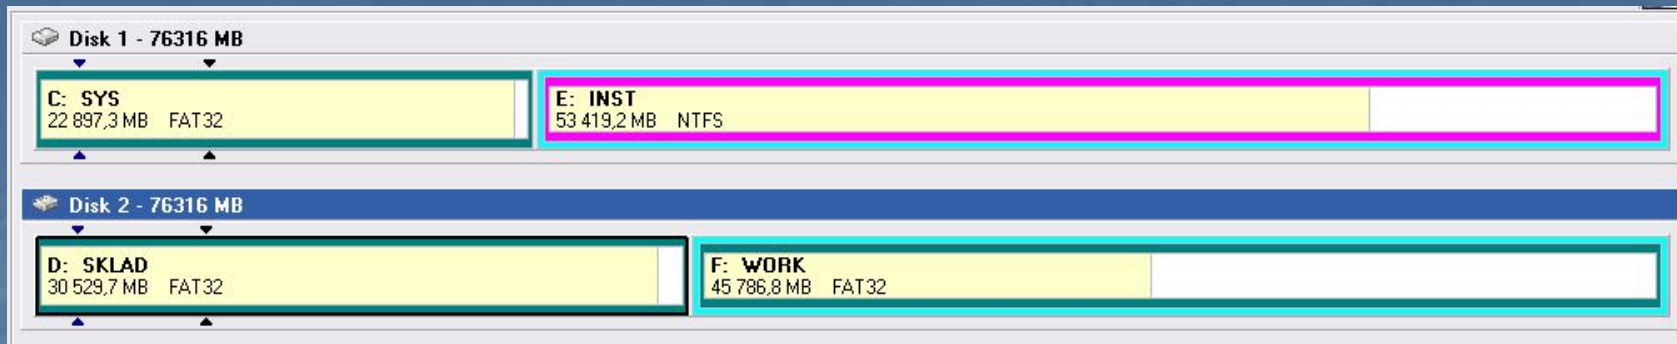 Disk 1 - 76316 MB
C: SYS
22 897,3 MB FAT32
E: INST
53 419,2 MB NTFS
Disk 2 - 76316 MB
D: SKLAD
30 529,7 MB FAT32
F: WORK
45 786,8 MB FAT32